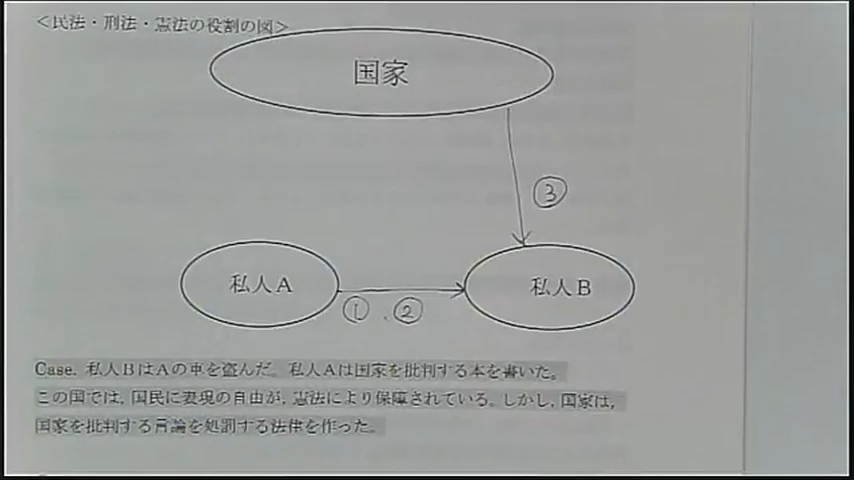 ＜民法・刑法・憲法の役割の図＞
国家
③
私人A
私人B
①、②
Case. 私人BはAの車を盗んだ。私人Aは国家を批判する本を書いた。
この国では, 国民に表現の自由が, 憲法により保障されている。しかし, 国家は,
国家を批判する言論を処罰する法律を作った。